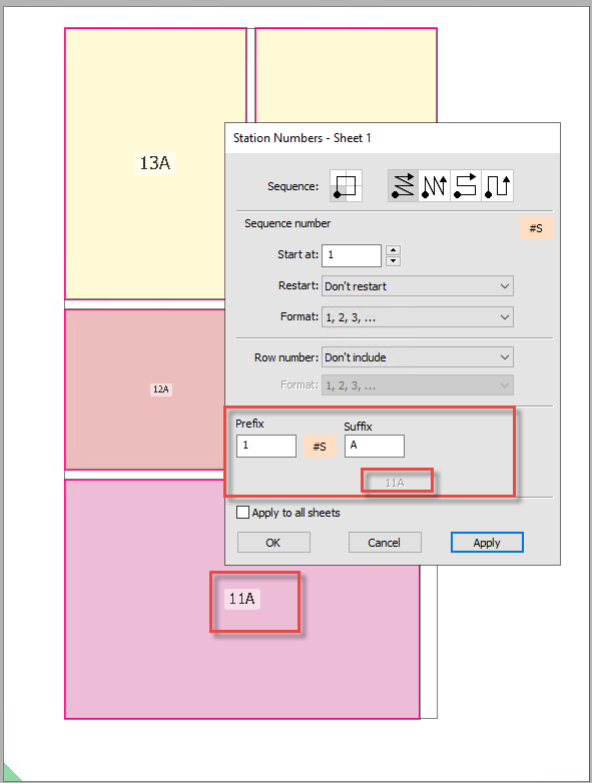 13A
Station Numbers - Sheet 1
Sequence:
Sequence number
#S
Start at: 1
Restart: Don't restart
Format: 1, 2, 3, ...
Row number: Don't include
Format: 1, 2, 3, ...
12A
Prefix Suffix
1 #S A
11A
Apply to all sheets
OK Cancel Apply
11A